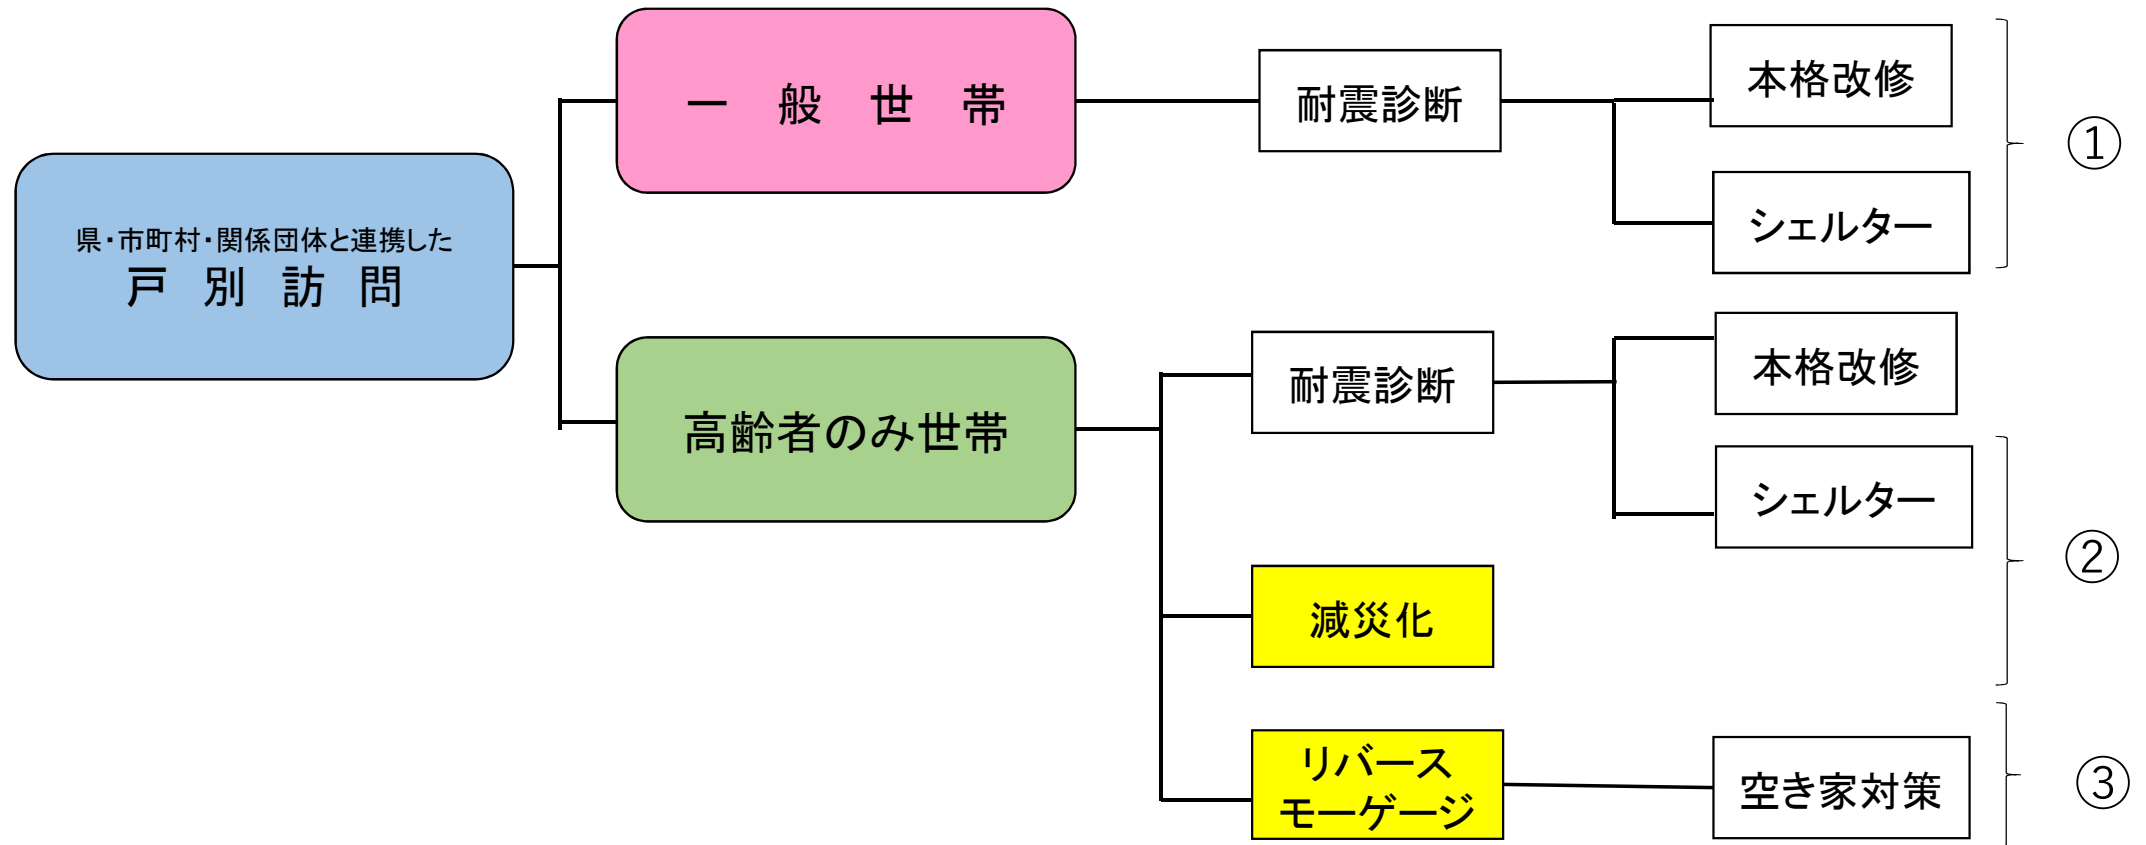 県・市町村・関係団体と連携した
戸別訪問
一般世帯
高齢者のみ世帯
耐震診断
本格改修
シェルター
①
耐震診断
本格改修
シェルター
減災化
②
リバース
モーゲージ
空き家対策
③